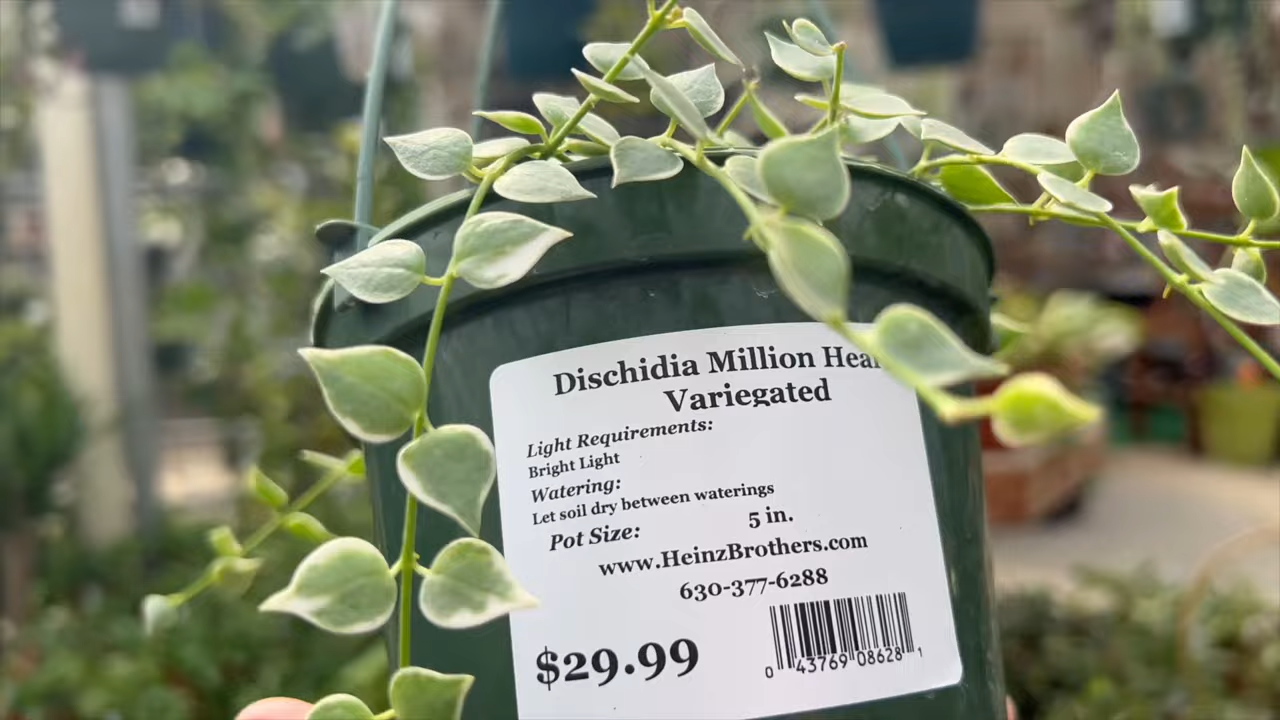 Dischidia Million Hea
Variegated
Light Requirements:
Bright Light
Watering:
Let soil dry between waterings
Pot Size: 5 in.
www.HeinzBrothers.com
630-377-6288
$29.99
0 43769 08628 1